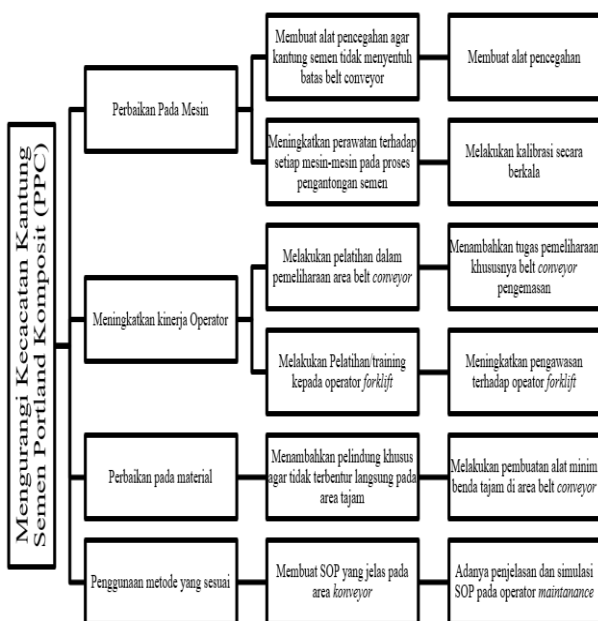 Mengurangi Kecacatan Kantung
Semen Portland Komposit (PPC)
Perbaikan Pada Mesin
Membuat alat pencegahan agar
kantung semen tidak menyentuh
batas belt conveyor
Membuat alat pencegahan
Meningkatkan perawatan terhadap
setiap mesin-mesin pada proses
pengantongan semen
Melakukan kalibrasi secara
berkala
Meningkatkan kinerja Operator
Melakukan pelatihan dalam
pemeliharaan area belt conveyor
Menambahkan tugas pemeliharaan
khususnya belt conveyor
pengemasan
Melakukan Pelatihan/training
kepada operator forklift
Meningkatkan pengawasan
terhadap opeator forklift
Perbaikan pada material
Menambahkan pelindung khusus
agar tidak terbentur langsung pada
area tajam
Melakukan pembuatan alat minim
benda tajam di area belt conveyor
Penggunaan metode yang sesuai
Membuat SOP yang jelas pada
area konveyor
Adanya penjelasan dan simulasi
SOP pada operator maintanance